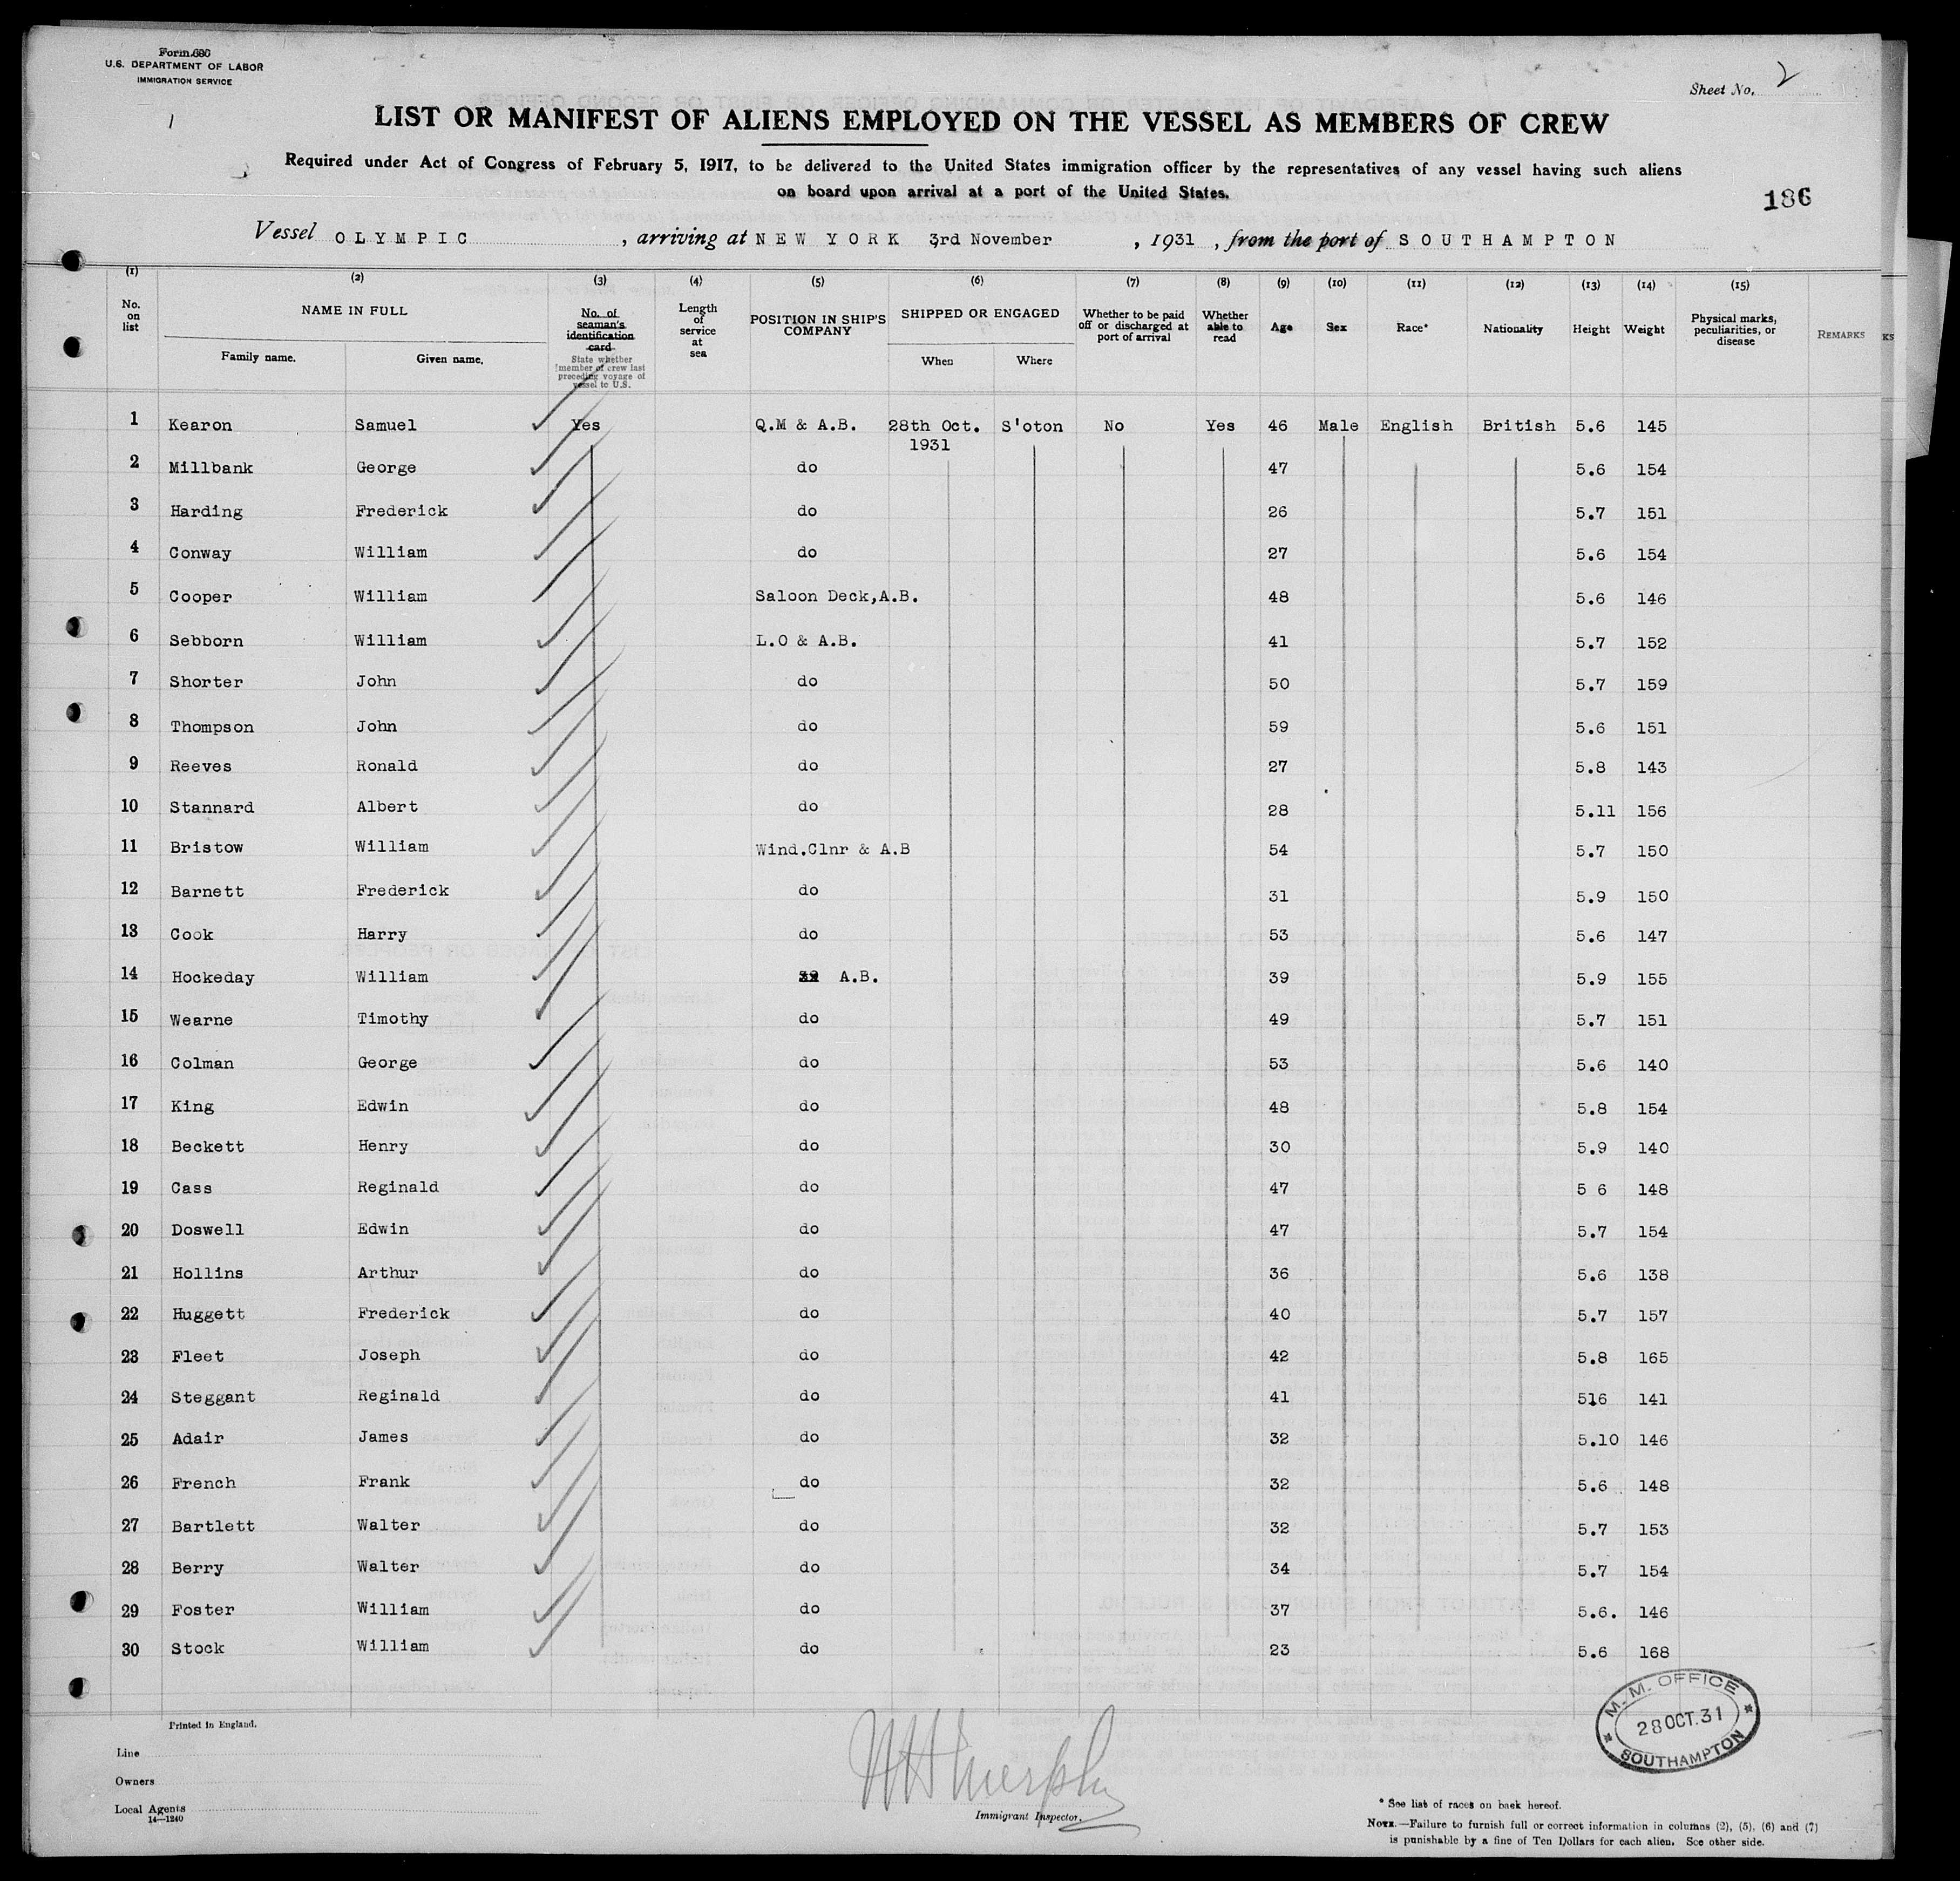 Form 686
U.S. DEPARTMENT OF LABOR
IMMIGRATION SERVICE
Sheet No. 2
1
LIST OR MANIFEST OF ALIENS EMPLOYED ON THE VESSEL AS MEMBERS OF CREW
Required under Act of Congress of February 5, 1917, to be delivered to the United States immigration officer by the representatives of any vessel having such aliens
on board upon arrival at a port of the United States.
186
Vessel OLYMPIC, arriving at NEW YORK 3rd November, 1931, from the port of SOUTHAMPTON
(1) (2) (3) (4) (5) (6) (7) (8) (9) (10) (11) (12) (13) (14) (15)
No. on list NAME IN FULL Family name. Given name. No. of seaman's identification card State whether member of crew last preceding voyage of vessel to U.S. Length of service at sea POSITION IN SHIP'S COMPANY SHIPPED OR ENGAGED When Where Whether to be paid off or discharged at port of arrival Whether able to read Age Sex Race* Nationality Height Weight Physical marks, peculiarities, or disease REMARKS KS
1 Kearon Samuel Yes Q.M & A.B. 28th Oct. S'oton No Yes 46 Male English British 5.6 145
1931
2 Millbank George do 47 5.6 154
3 Harding Frederick do 26 5.7 151
4 Conway William do 27 5.6 154
5 Cooper William Saloon Deck,A.B. 48 5.6 146
6 Sebborn William L.O & A.B. 41 5.7 152
7 Shorter John do 50 5.7 159
8 Thompson John do 59 5.6 151
9 Reeves Ronald do 27 5.8 143
10 Stannard Albert do 28 5.11 156
11 Bristow William Wind.Clnr & A.B 54 5.7 150
12 Barnett Frederick do 31 5.9 150
13 Cook Harry do 53 5.6 147
14 Hockeday William A.B. 39 5.9 155
15 Wearne Timothy do 49 5.7 151
16 Colman George do 53 5.6 140
17 King Edwin do 48 5.8 154
18 Beckett Henry do 30 5.9 140
19 Cass Reginald do 47 5 6 148
20 Doswell Edwin do 47 5.7 154
21 Hollins Arthur do 36 5.6 138
22 Huggett Frederick do 40 5.7 157
23 Fleet Joseph do 42 5.8 165
24 Steggant Reginald do 41 516 141
25 Adair James do 32 5.10 146
26 French Frank do 32 5.6 148
27 Bartlett Walter do 32 5.7 153
28 Berry Walter do 34 5.7 154
29 Foster William do 37 5.6. 146
30 Stock William do 23 5.6 168
M.M. OFFICE
28 OCT.31
SOUTHAMPTON
Printed in England.
Line
Owners
Local Agents
14—1240
Murphy
Immigrant Inspector.
* See list of races on back hereof.
NOTE.—Failure to furnish full or correct information in columns (2), (5), (6) and (7)
is punishable by a fine of Ten Dollars for each alien. See other side.